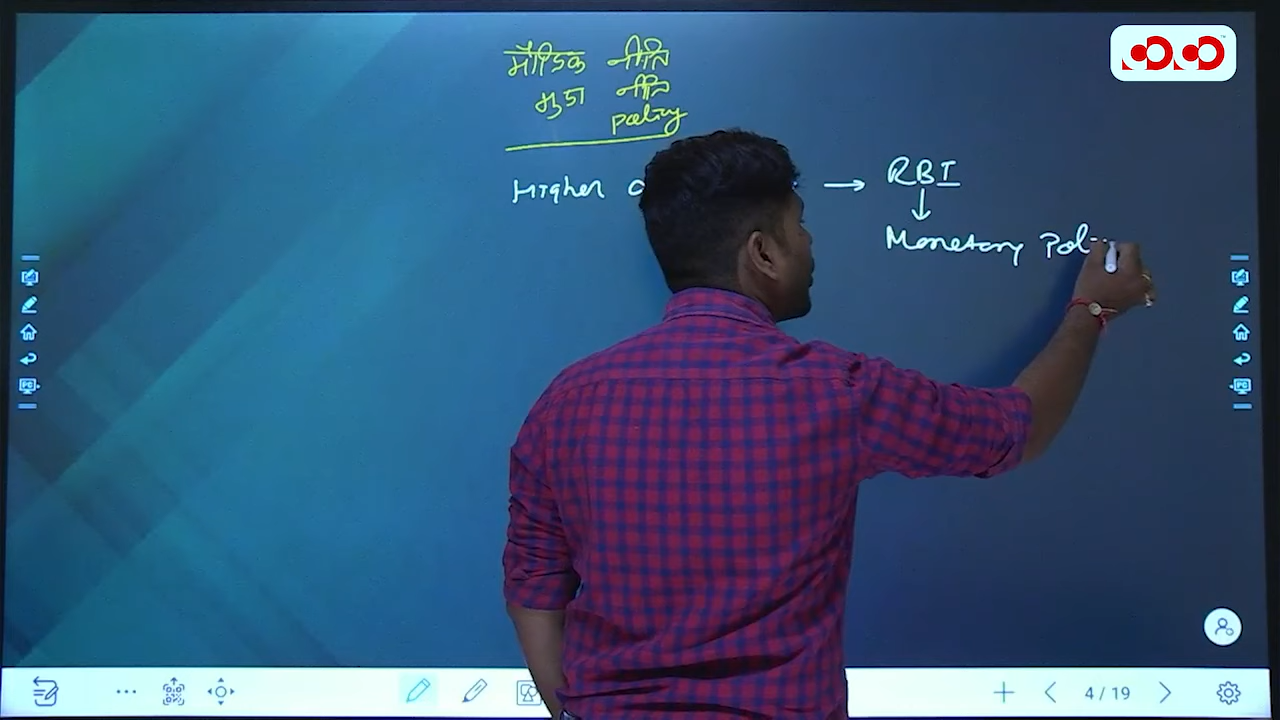 मौद्रिक नीति
मुद्रा नीति
Policy
Higher → RBI
↓
Monetary Pol
4 / 19